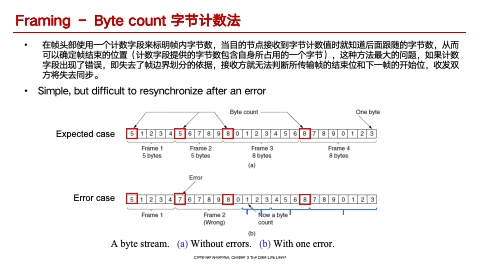 Framing – Byte count 字节计数法
• 在帧头部使用一个计数字段来标明帧内字节数，当目的节点接收到字节计数值时就知道后面跟随的字节数，从而
可以确定帧结束的位置（计数字段提供的字节数包含自身所占用的一个字节），这种方法最大的问题，如果计数
字段出现了错误，即失去了帧边界划分的依据，接收方就无法判断所传输帧的结束位和下一帧的开始位，收发双
方将失去同步。
• Simple, but difficult to resynchronize after an error
Byte count One byte
Expected case 5 1 2 3 4 5 6 7 8 9 8 0 1 2 3 4 5 6 8 7 8 9 0 1 2 3
Frame 1 Frame 2 Frame 3 Frame 4
5 bytes 5 bytes 8 bytes 8 bytes
(a)
Error
Error case 5 1 2 3 4 7 6 7 8 9 8 0 1 2 3 4 5 6 8 7 8 9 0 1 2 3
Frame 1 Frame 2 Now a byte
(Wrong) count
(b)
A byte stream. (a) Without errors. (b) With one error.